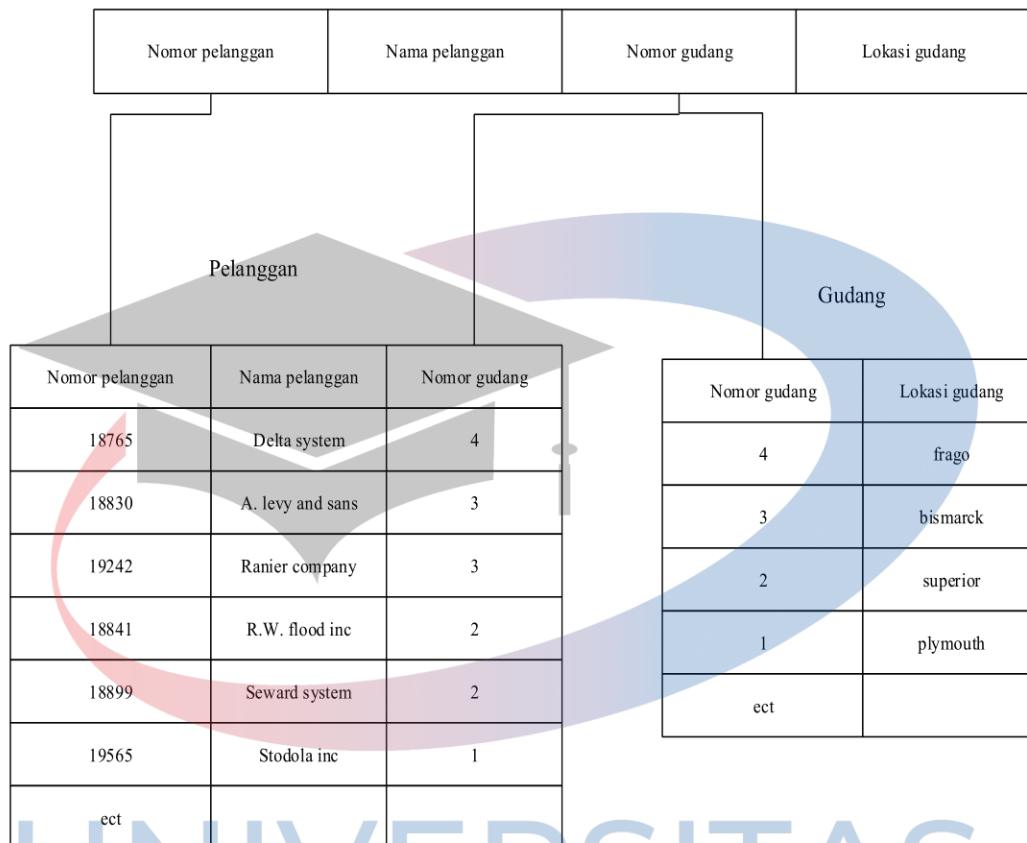 Nomor pelanggan Nama pelanggan Nomor gudang Lokasi gudang
Pelanggan
Nomor pelanggan Nama pelanggan Nomor gudang
18765 Delta system 4
18830 A. levy and sans 3
19242 Ranier company 3
18841 R.W. flood inc 2
18899 Seward system 2
19565 Stodola inc 1
ect
Gudang
Nomor gudang Lokasi gudang
4 frago
3 bismarck
2 superior
1 plymouth
ect
UNIVERSITAS